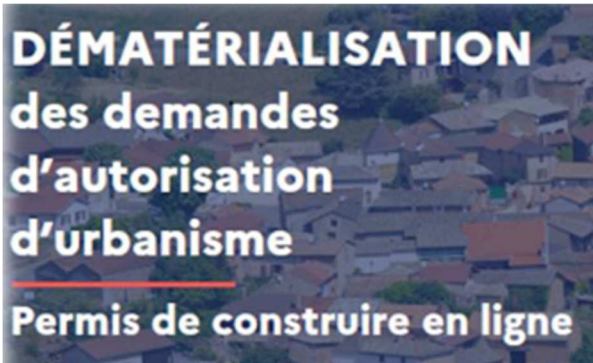 DÉMATÉRIALISATION
des demandes
d'autorisation
d'urbanisme
Permis de construire en ligne